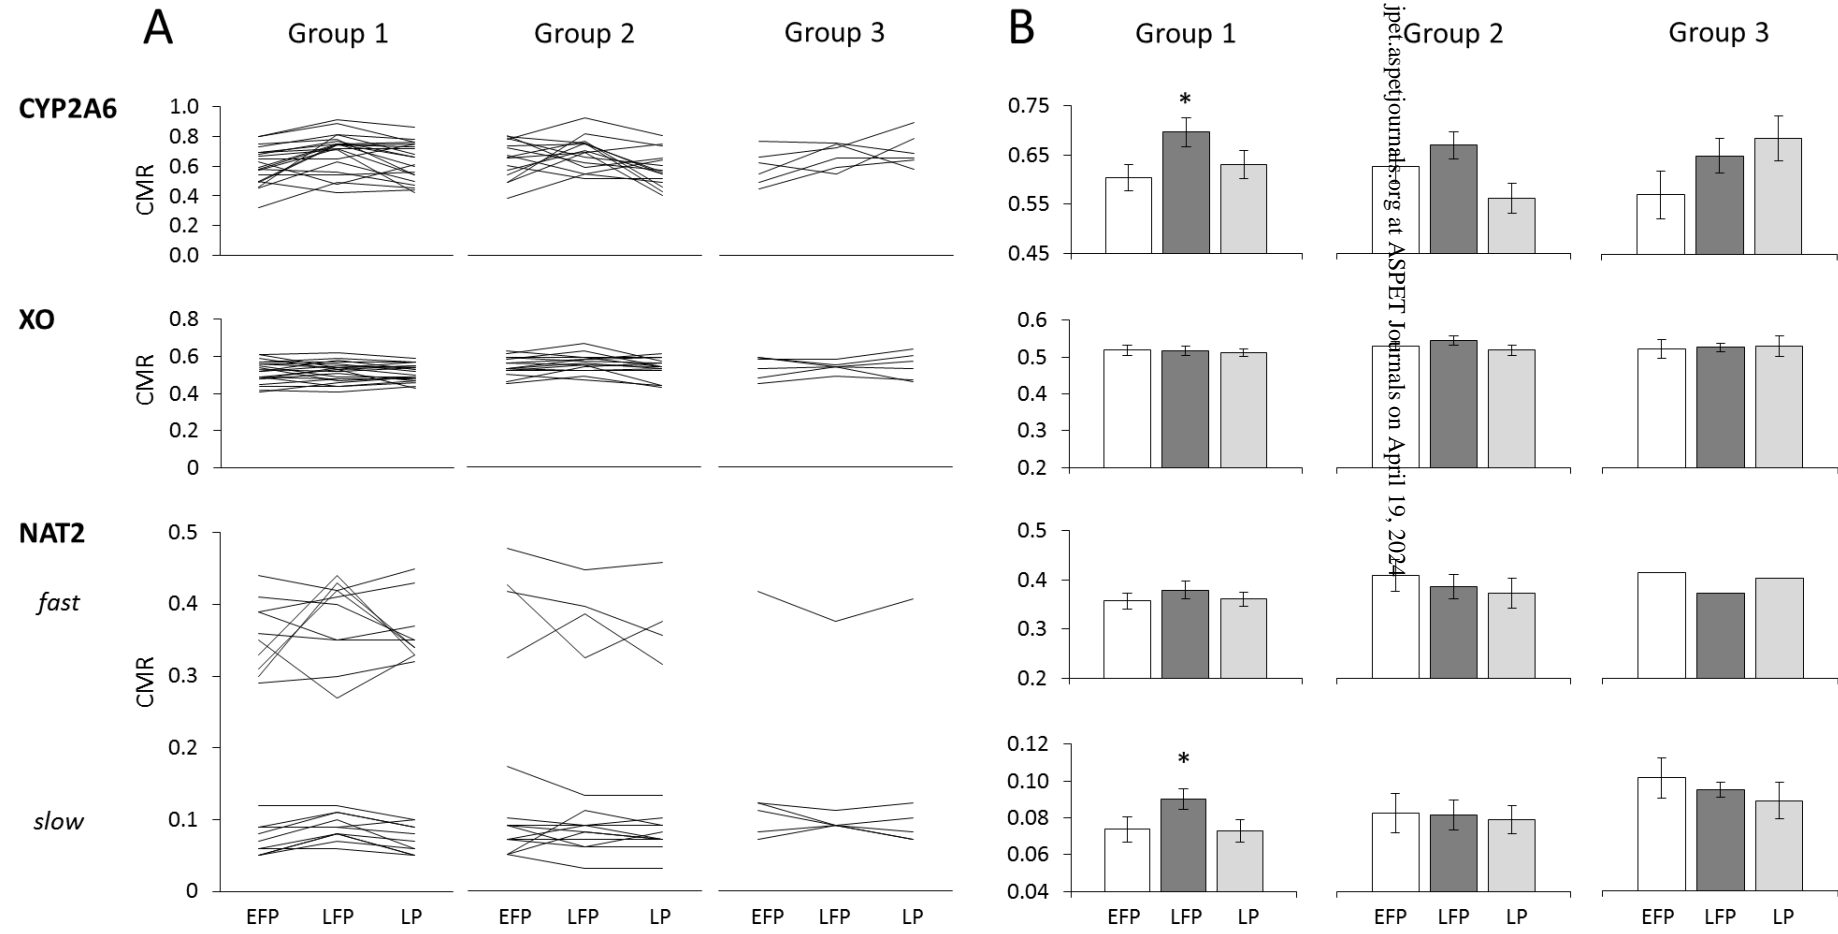 A
Group 1
Group 2
Group 3
B
Group 1
Group 2
Group 3
jpet.aspetjournals.org at ASPET Journals on April 19, 2024
CYP2A6
CMR
1.0
0.8
0.6
0.4
0.2
0.0
*
0.75
0.65
0.55
0.45
XO
CMR
0.8
0.6
0.4
0.2
0
0.6
0.5
0.4
0.3
0.2
NAT2
fast
slow
CMR
0.5
0.4
0.3
0.2
0.1
0
0.5
0.4
0.3
0.2
*
0.12
0.10
0.08
0.06
0.04
EFP LFP LP
EFP LFP LP
EFP LFP LP
EFP LFP LP
EFP LFP LP
EFP LFP LP